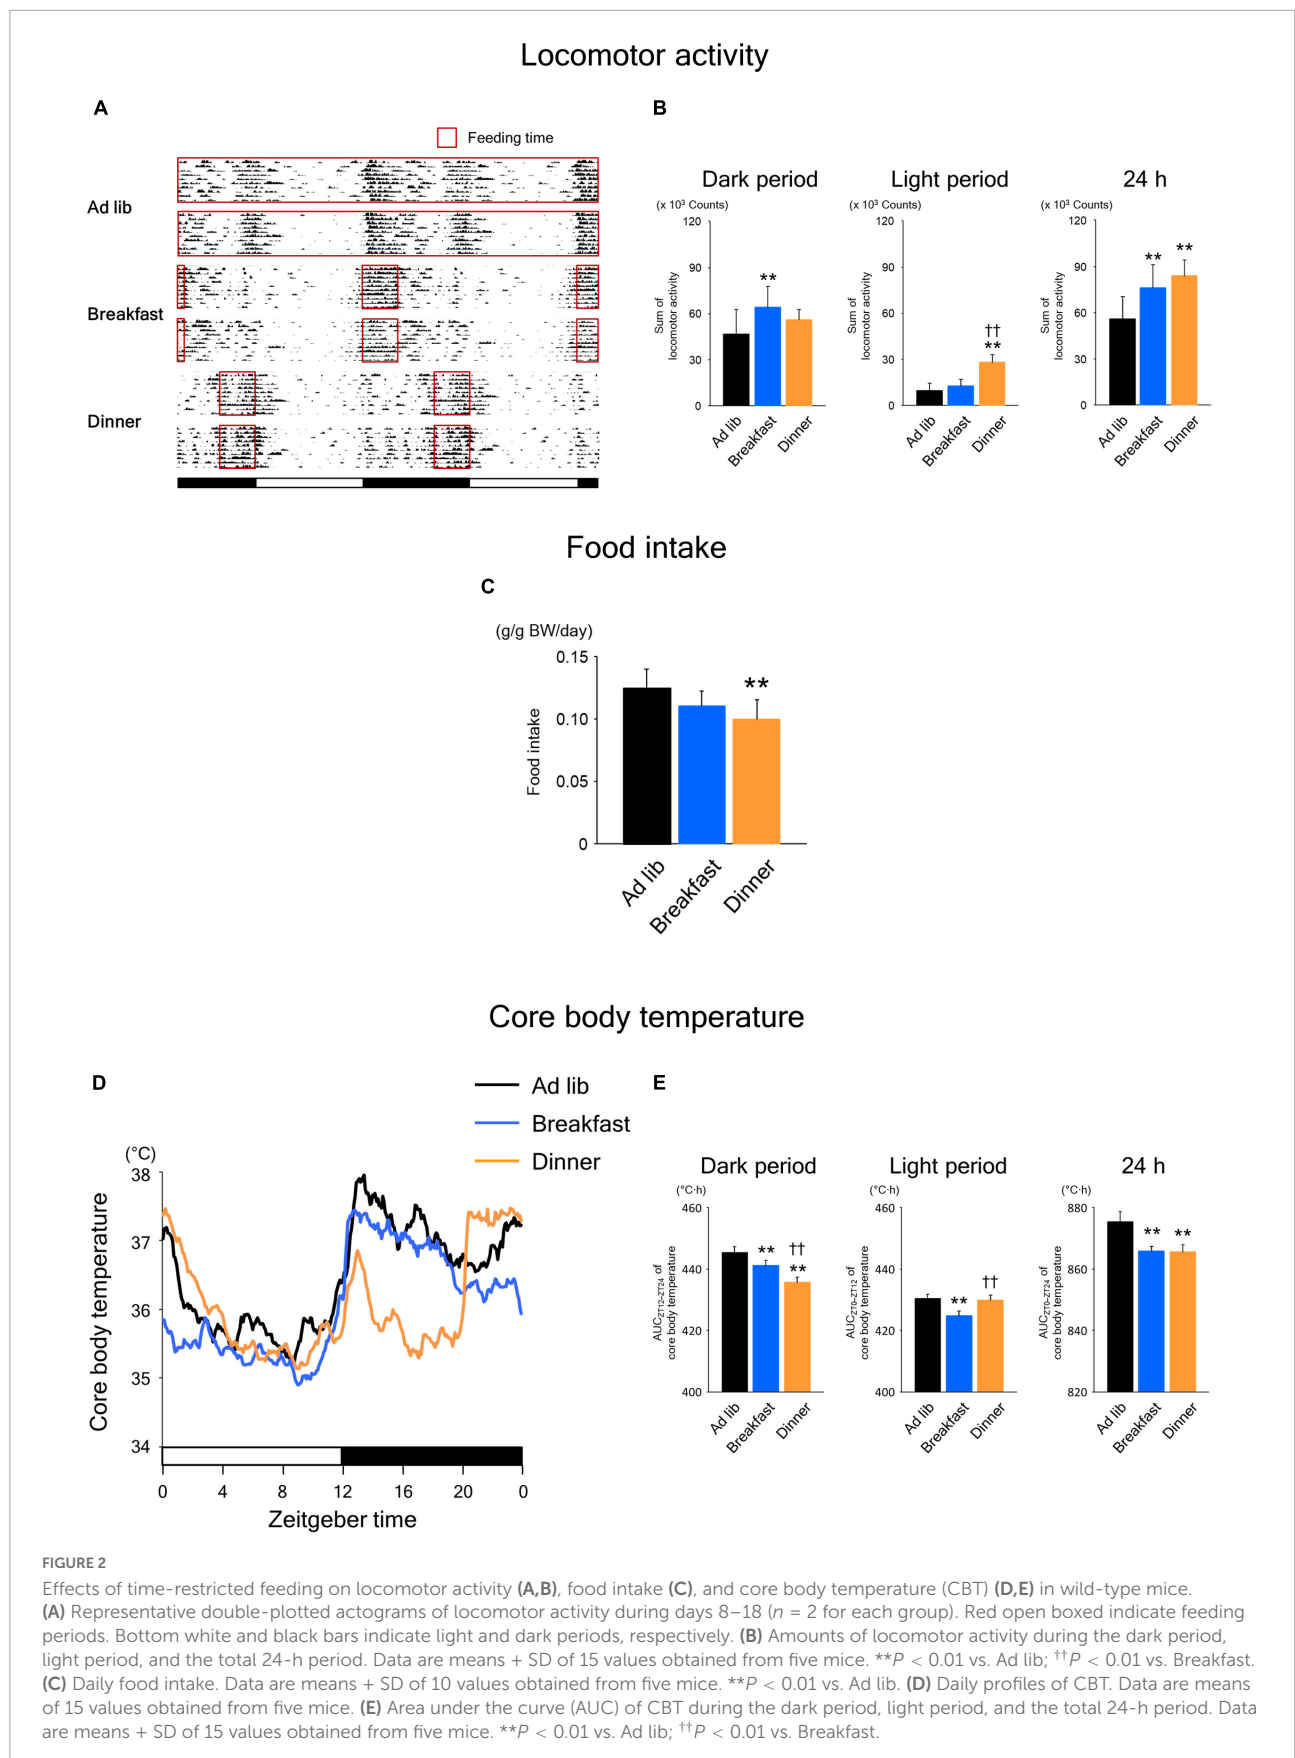 Locomotor activity
A
Feeding time
Ad lib
Breakfast
Dinner
B
Dark period
(x 10³ Counts)
Sum of
locomotor activity
120
90
60
30
0
**
Ad lib
Breakfast
Dinner
Light period
(x 10³ Counts)
Sum of
locomotor activity
120
90
60
30
0
††
**
Ad lib
Breakfast
Dinner
24 h
(x 10³ Counts)
Sum of
locomotor activity
120
90
60
30
0
**
**
Ad lib
Breakfast
Dinner
Food intake
C
(g/g BW/day)
Food intake
0.15
0.10
0.05
0
**
Ad lib
Breakfast
Dinner
Core body temperature
D
Ad lib
Breakfast
Dinner
(°C)
Core body temperature
38
37
36
35
34
0 4 8 12 16 20 0
Zeitgeber time
E
Dark period
(°C·h)
AUC ZT12–ZT24 of
core body temperature
460
440
420
400
**
††
**
Ad lib
Breakfast
Dinner
Light period
(°C·h)
AUC ZT0–ZT12 of
core body temperature
460
440
420
400
**
††
Ad lib
Breakfast
Dinner
24 h
(°C·h)
AUC ZT0–ZT24 of
core body temperature
880
860
840
820
**
**
Ad lib
Breakfast
Dinner
FIGURE 2
Effects of time-restricted feeding on locomotor activity (A,B), food intake (C), and core body temperature (CBT) (D,E) in wild-type mice.
(A) Representative double-plotted actograms of locomotor activity during days 8–18 (n = 2 for each group). Red open boxed indicate feeding
periods. Bottom white and black bars indicate light and dark periods, respectively. (B) Amounts of locomotor activity during the dark period,
light period, and the total 24-h period. Data are means + SD of 15 values obtained from five mice. **P < 0.01 vs. Ad lib; ††P < 0.01 vs. Breakfast.
(C) Daily food intake. Data are means + SD of 10 values obtained from five mice. **P < 0.01 vs. Ad lib. (D) Daily profiles of CBT. Data are means
of 15 values obtained from five mice. (E) Area under the curve (AUC) of CBT during the dark period, light period, and the total 24-h period. Data
are means + SD of 15 values obtained from five mice. **P < 0.01 vs. Ad lib; ††P < 0.01 vs. Breakfast.